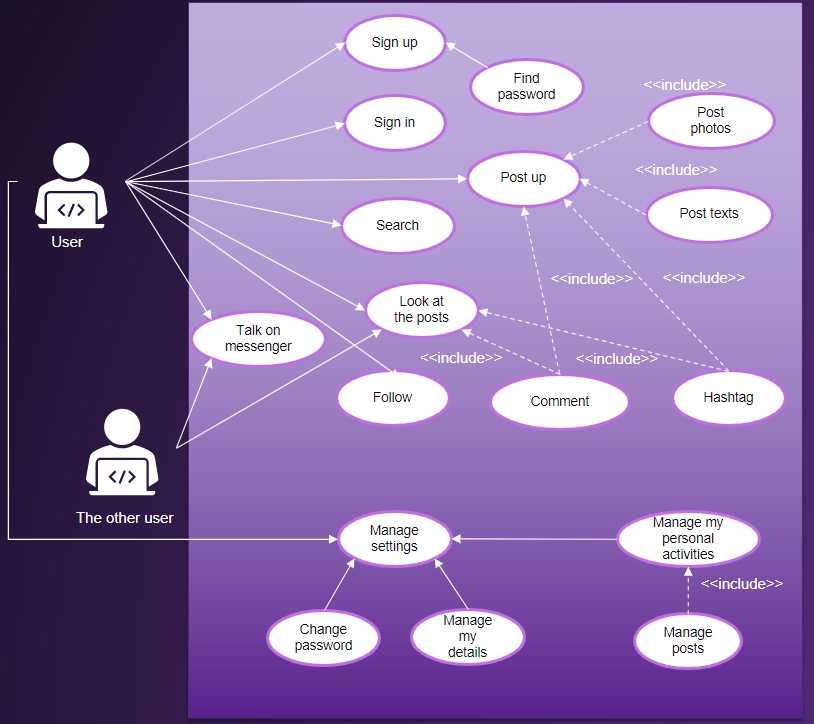 Sign up
Find
password
<<include>>
Post
photos
Sign in
</>
User
Post up
<<include>>
Post texts
Search
<<include>>
<<include>>
Look at
the posts
Talk on
messenger
<<include>>
<<include>>
Follow
Comment
Hashtag
</>
The other user
Manage
settings
Manage my
personal
activities
<<include>>
Change
password
Manage
my
details
Manage
posts